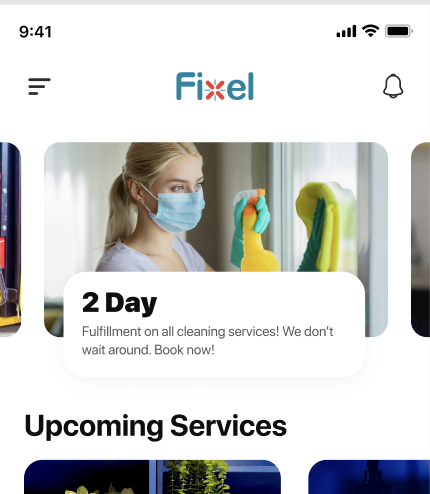 9:41
Fixel
2 Day
Fulfillment on all cleaning services! We don't
wait around. Book now!
Upcoming Services